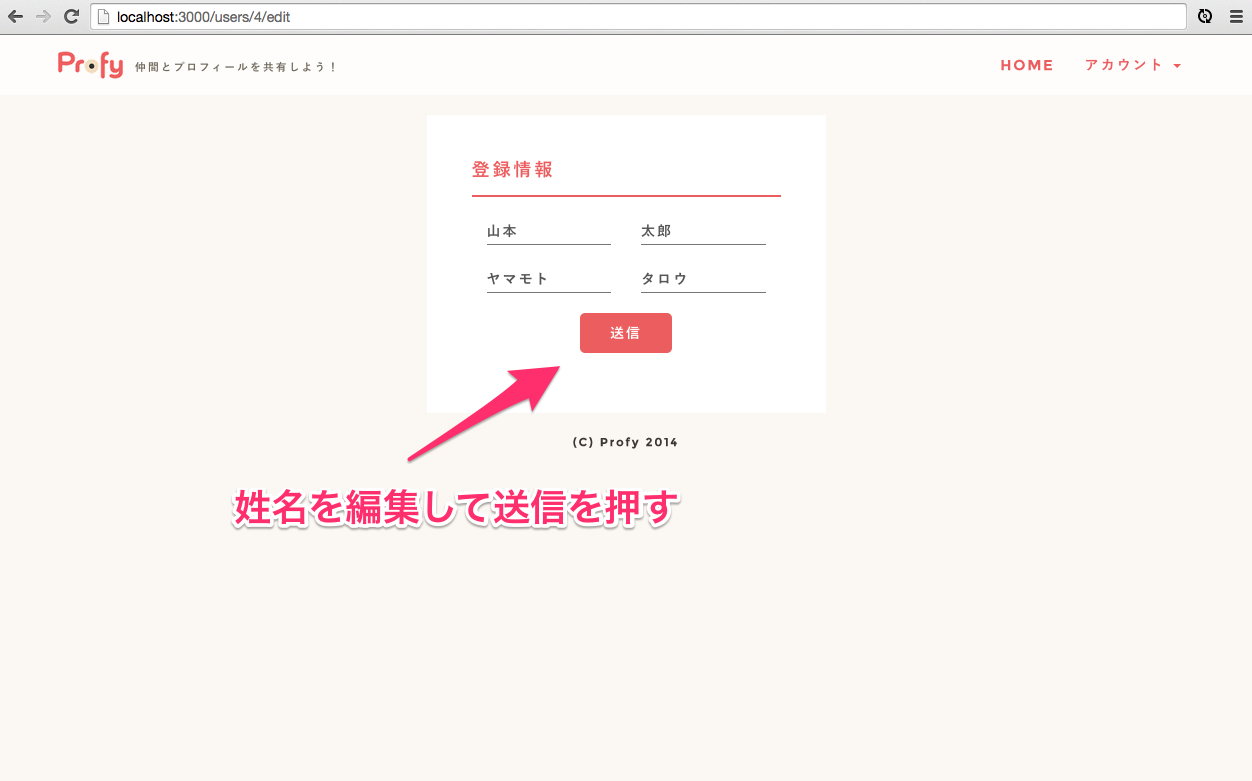 localhost:3000/users/4/edit
Profy 仲間とプロフィールを共有しよう！ HOME アカウント
登録情報
山本 太郎
ヤマモト タロウ
送信
(C) Profy 2014
姓名を編集して送信を押す